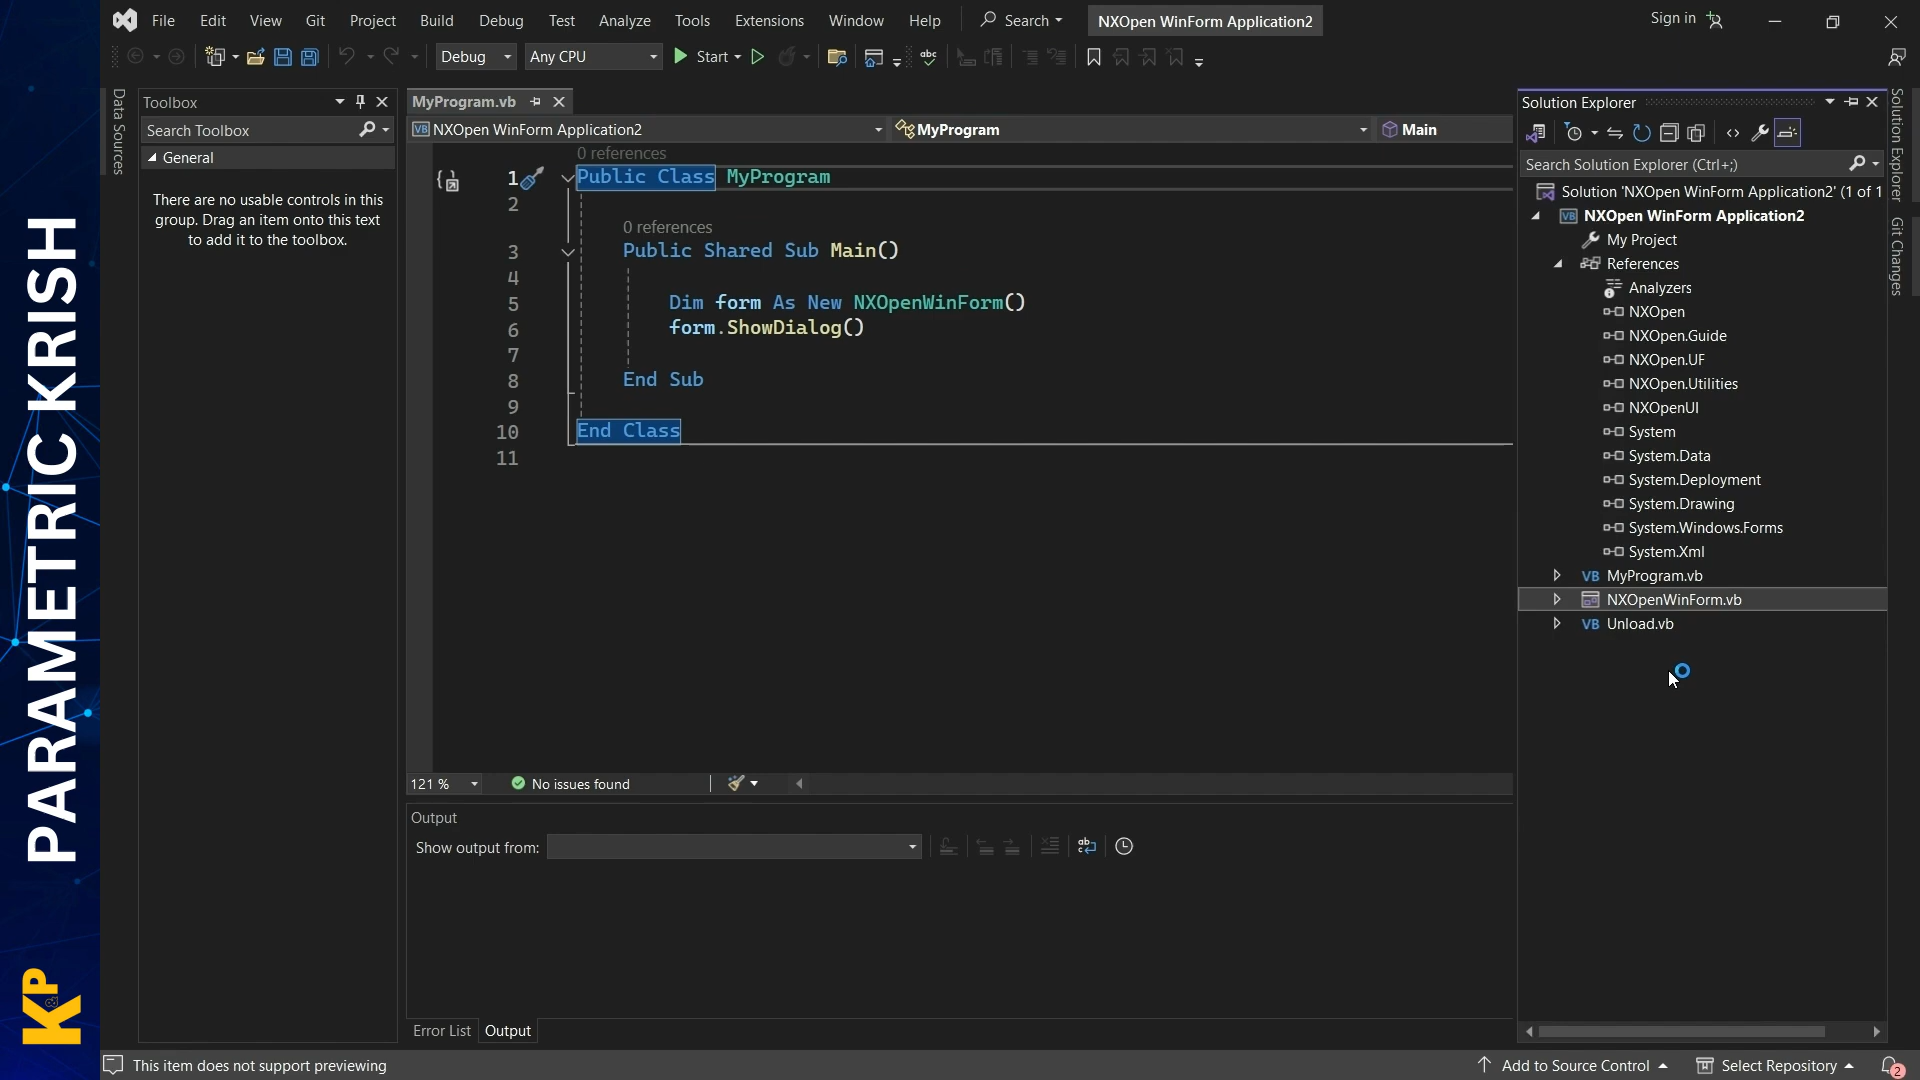 PARAMETRIC KRISH
KP
File Edit View Git Project Build Debug Test Analyze Tools Extensions Window Help Search NXOpen WinForm Application2 Sign in
Debug Any CPU Start
Data Sources
Toolbox
Search Toolbox
General
There are no usable controls in this
group. Drag an item onto this text
to add it to the toolbox.
MyProgram.vb
VB NXOpen WinForm Application2 MyProgram Main
0 references
1 Public Class MyProgram
2
0 references
3 Public Shared Sub Main()
4
5 Dim form As New NXOpenWinForm()
6 form.ShowDialog()
7
8 End Sub
9
10 End Class
11
121 % No issues found
Output
Show output from:
Error List Output
Solution Explorer
Search Solution Explorer (Ctrl+;)
Solution 'NXOpen WinForm Application2' (1 of 1
VB NXOpen WinForm Application2
My Project
References
Analyzers
NXOpen
NXOpen.Guide
NXOpen.UF
NXOpen.Utilities
NXOpenUI
System
System.Data
System.Deployment
System.Drawing
System.Windows.Forms
System.Xml
VB MyProgram.vb
NXOpenWinForm.vb
VB Unload.vb
Solution Explorer
Git Changes
This item does not support previewing Add to Source Control Select Repository 2